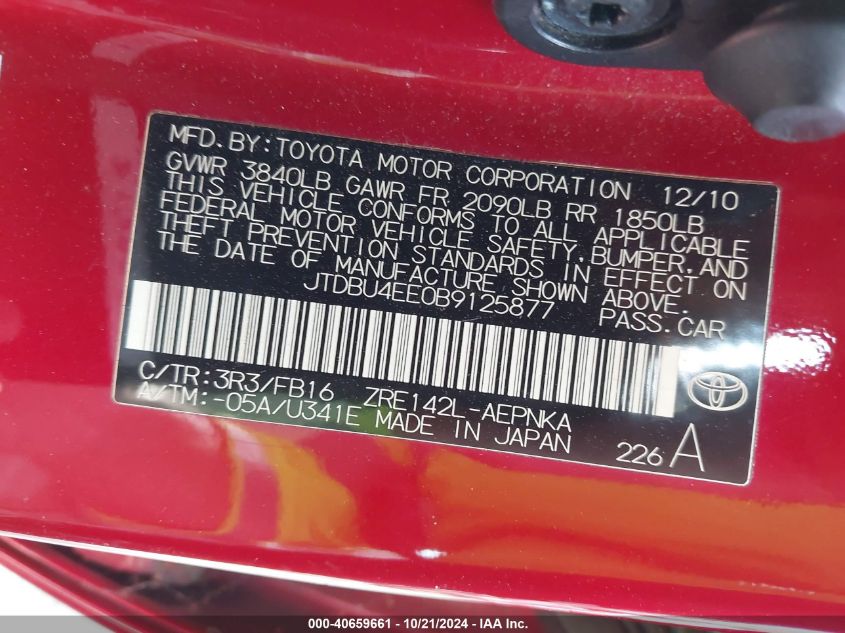 MFD. BY: TOYOTA MOTOR CORPORATION 12/10
GVWR 3840LB GAWR FR 2090LB RR 1850LB
THIS VEHICLE CONFORMS TO ALL APPLICABLE
FEDERAL MOTOR VEHICLE SAFETY, BUMPER, AND
THEFT PREVENTION STANDARDS IN EFFECT ON
THE DATE OF MANUFACTURE SHOWN ABOVE.
JTDBU4EE0B9125877 PASS. CAR
C/TR: 3R3/FB16 ZRE142L-AEPNKA
A/TM: -05A/U341E MADE IN JAPAN
226 A
000-40659661 - 10/21/2024 - IAA Inc.